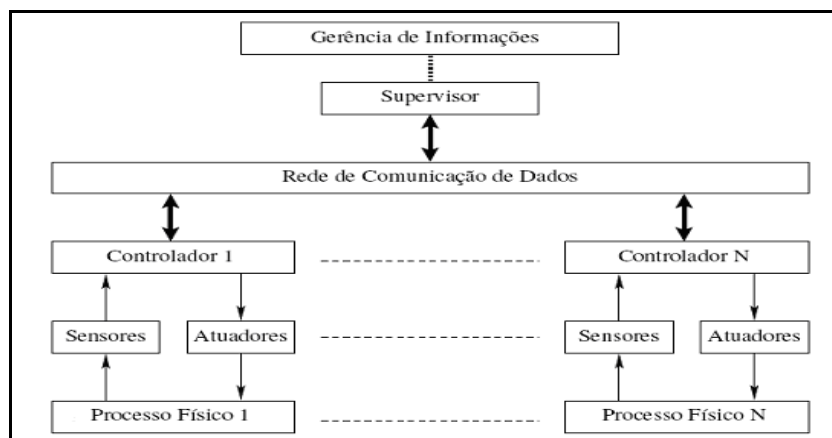 Gerência de Informações
Supervisor
Rede de Comunicação de Dados
Controlador 1
Controlador N
Sensores
Atuadores
Sensores
Atuadores
Processo Físico 1
Processo Físico N